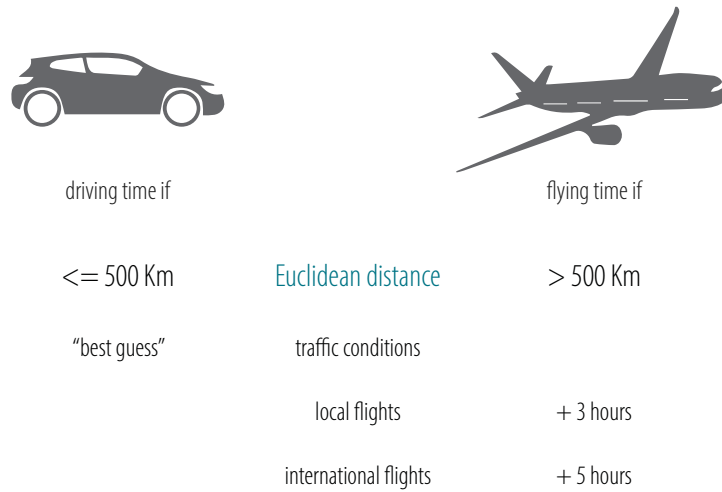 driving time if flying time if
<= 500 Km Euclidean distance > 500 Km
“best guess” traffic conditions
local flights + 3 hours
international flights + 5 hours